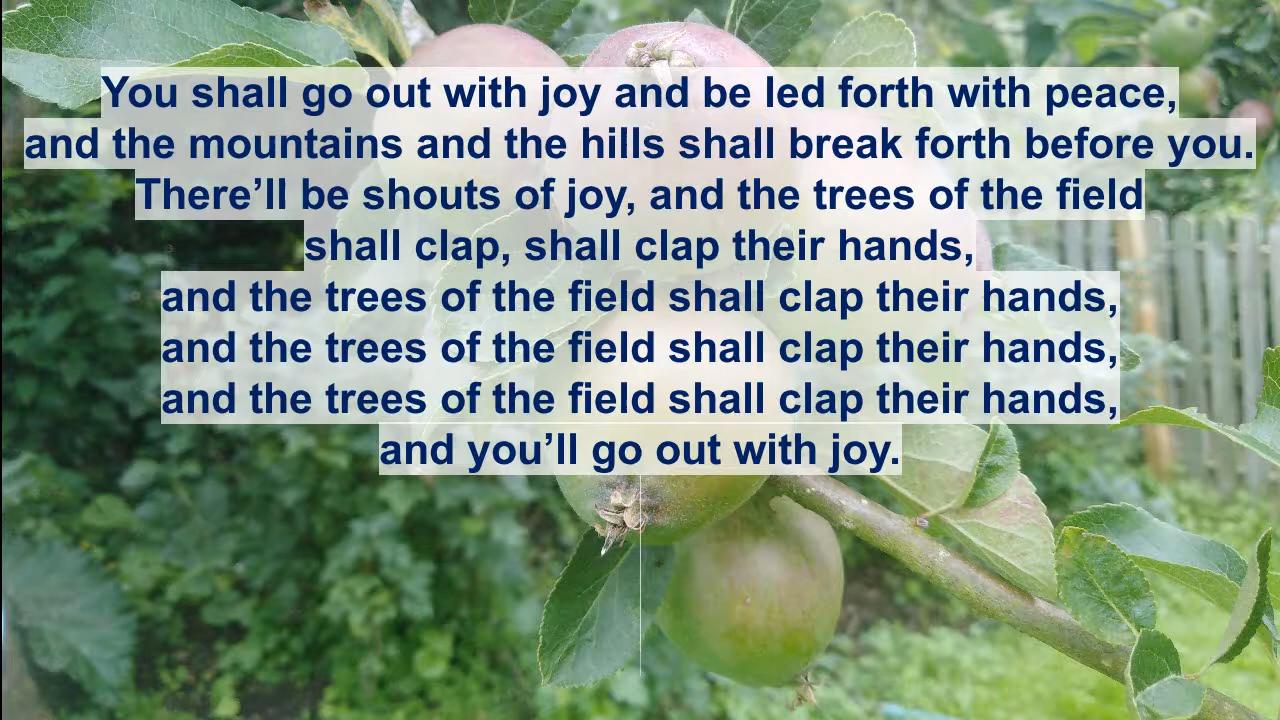 You shall go out with joy and be led forth with peace,
and the mountains and the hills shall break forth before you.
There’ll be shouts of joy, and the trees of the field
shall clap, shall clap their hands,
and the trees of the field shall clap their hands,
and the trees of the field shall clap their hands,
and the trees of the field shall clap their hands,
and you’ll go out with joy.